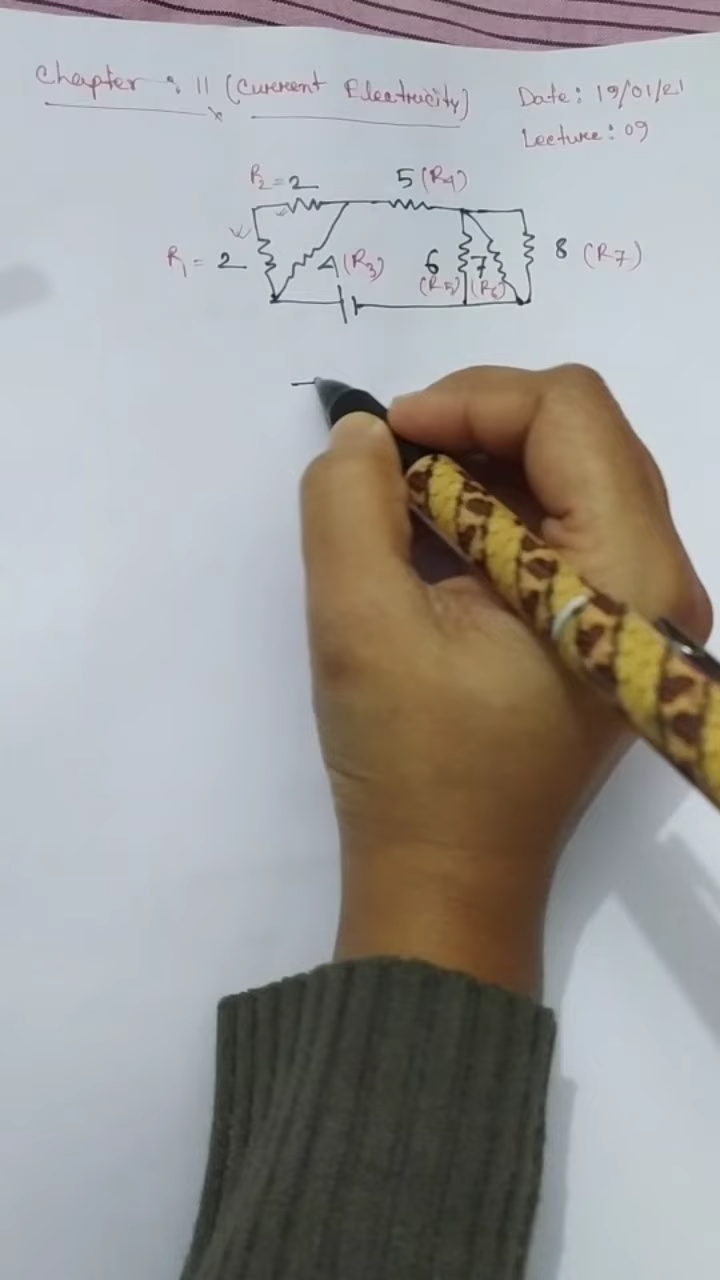 Chapter : 11 (Current Electricity)
Date: 19/01/21
Lecture: 09
R2 = 2
5 (R4)
R1 = 2
4 (R3)
6 (R5)
7 (R6)
8 (R7)